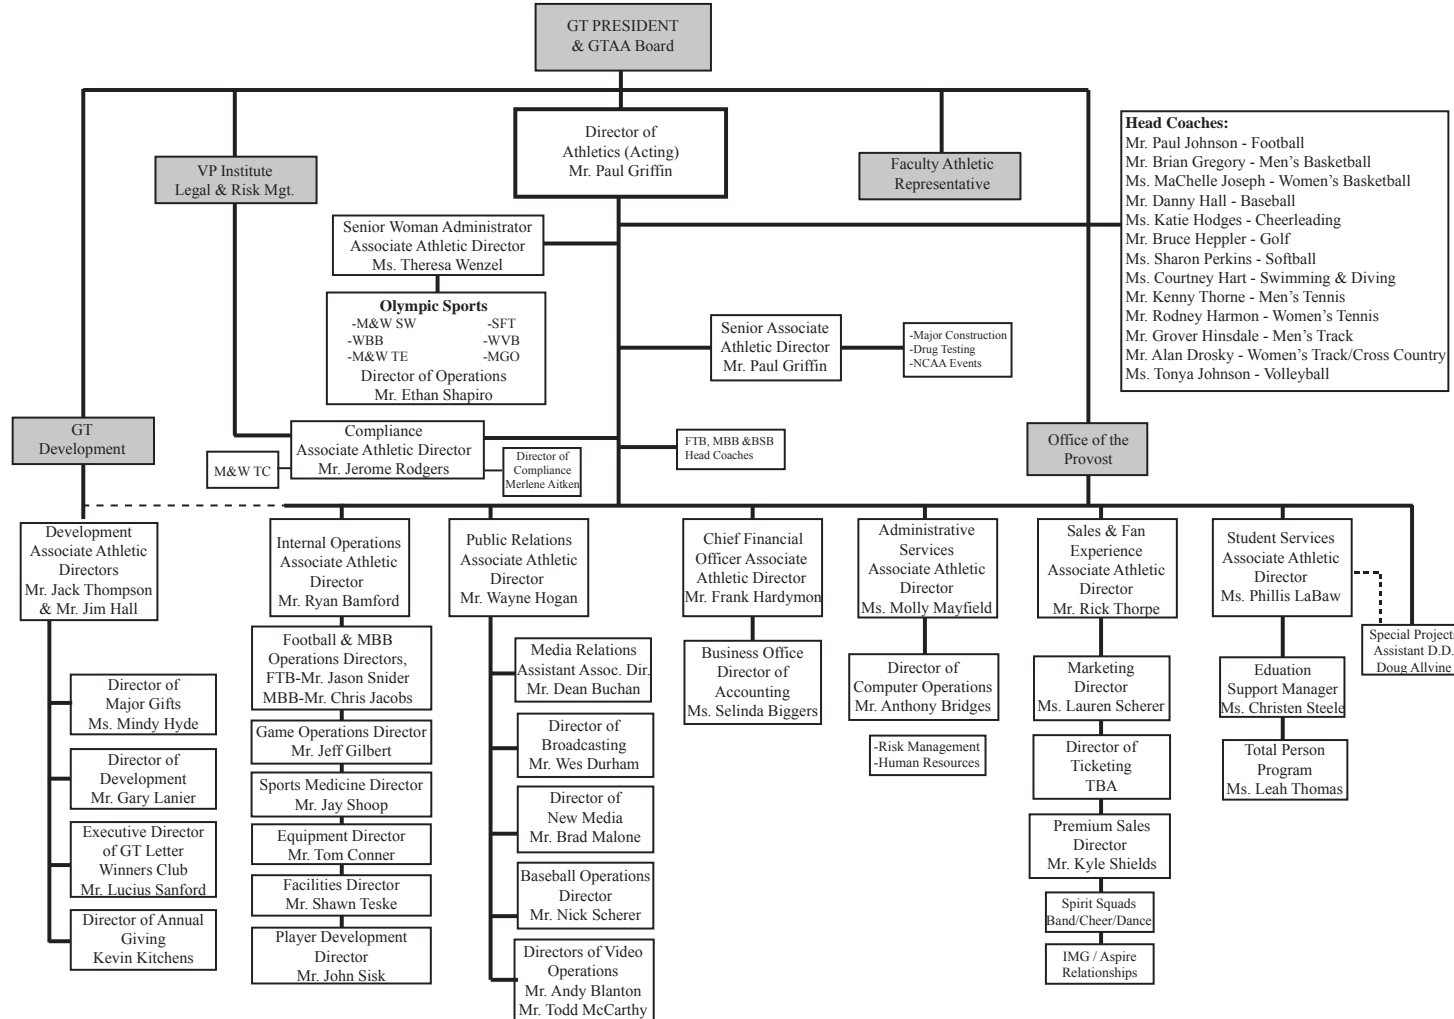 GT PRESIDENT
& GTAA Board
Director of
Athletics (Acting)
Mr. Paul Griffin
VP Institute
Legal & Risk Mgt.
Faculty Athletic
Representative
Head Coaches:
Mr. Paul Johnson - Football
Mr. Brian Gregory - Men's Basketball
Ms. MaChelle Joseph - Women's Basketball
Mr. Danny Hall - Baseball
Ms. Katie Hodges - Cheerleading
Mr. Bruce Heppler - Golf
Ms. Sharon Perkins - Softball
Ms. Courtney Hart - Swimming & Diving
Mr. Kenny Thorne - Men's Tennis
Mr. Rodney Harmon - Women's Tennis
Mr. Grover Hinsdale - Men's Track
Mr. Alan Drosky - Women's Track/Cross Country
Ms. Tonya Johnson - Volleyball
Senior Woman Administrator
Associate Athletic Director
Ms. Theresa Wenzel
Olympic Sports
-M&W SW -SFT
-WBB -WVB
-M&W TE -MGO
Director of Operations
Mr. Ethan Shapiro
Senior Associate
Athletic Director
Mr. Paul Griffin
-Major Construction
-Drug Testing
-NCAA Events
GT
Development
Compliance
Associate Athletic Director
Mr. Jerome Rodgers
M&W TC
Director of
Compliance
Merlene Aitken
FTB, MBB &BSB
Head Coaches
Office of the
Provost
Development
Associate Athletic
Directors
Mr. Jack Thompson
& Mr. Jim Hall
Director of
Major Gifts
Ms. Mindy Hyde
Director of
Development
Mr. Gary Lanier
Executive Director
of GT Letter
Winners Club
Mr. Lucius Sanford
Director of Annual
Giving
Kevin Kitchens
Internal Operations
Associate Athletic
Director
Mr. Ryan Bamford
Football & MBB
Operations Directors,
FTB-Mr. Jason Snider
MBB-Mr. Chris Jacobs
Game Operations Director
Mr. Jeff Gilbert
Sports Medicine Director
Mr. Jay Shoop
Equipment Director
Mr. Tom Conner
Facilities Director
Mr. Shawn Teske
Player Development
Director
Mr. John Sisk
Public Relations
Associate Athletic
Director
Mr. Wayne Hogan
Media Relations
Assistant Assoc. Dir.
Mr. Dean Buchan
Director of
Broadcasting
Mr. Wes Durham
Director of
New Media
Mr. Brad Malone
Baseball Operations
Director
Mr. Nick Scherer
Directors of Video
Operations
Mr. Andy Blanton
Mr. Todd McCarthy
Chief Financial
Officer Associate
Athletic Director
Mr. Frank Hardymon
Business Office
Director of
Accounting
Ms. Selinda Biggers
Administrative
Services
Associate Athletic
Director
Ms. Molly Mayfield
Director of
Computer Operations
Mr. Anthony Bridges
-Risk Management
-Human Resources
Sales & Fan
Experience
Associate Athletic
Director
Mr. Rick Thorpe
Marketing
Director
Ms. Lauren Scherer
Director of
Ticketing
TBA
Premium Sales
Director
Mr. Kyle Shields
Spirit Squads
Band/Cheer/Dance
IMG / Aspire
Relationships
Student Services
Associate Athletic
Director
Ms. Phillis LaBaw
Eduation
Support Manager
Ms. Christen Steele
Total Person
Program
Ms. Leah Thomas
Special Projects
Assistant D.D.
Doug Allvine